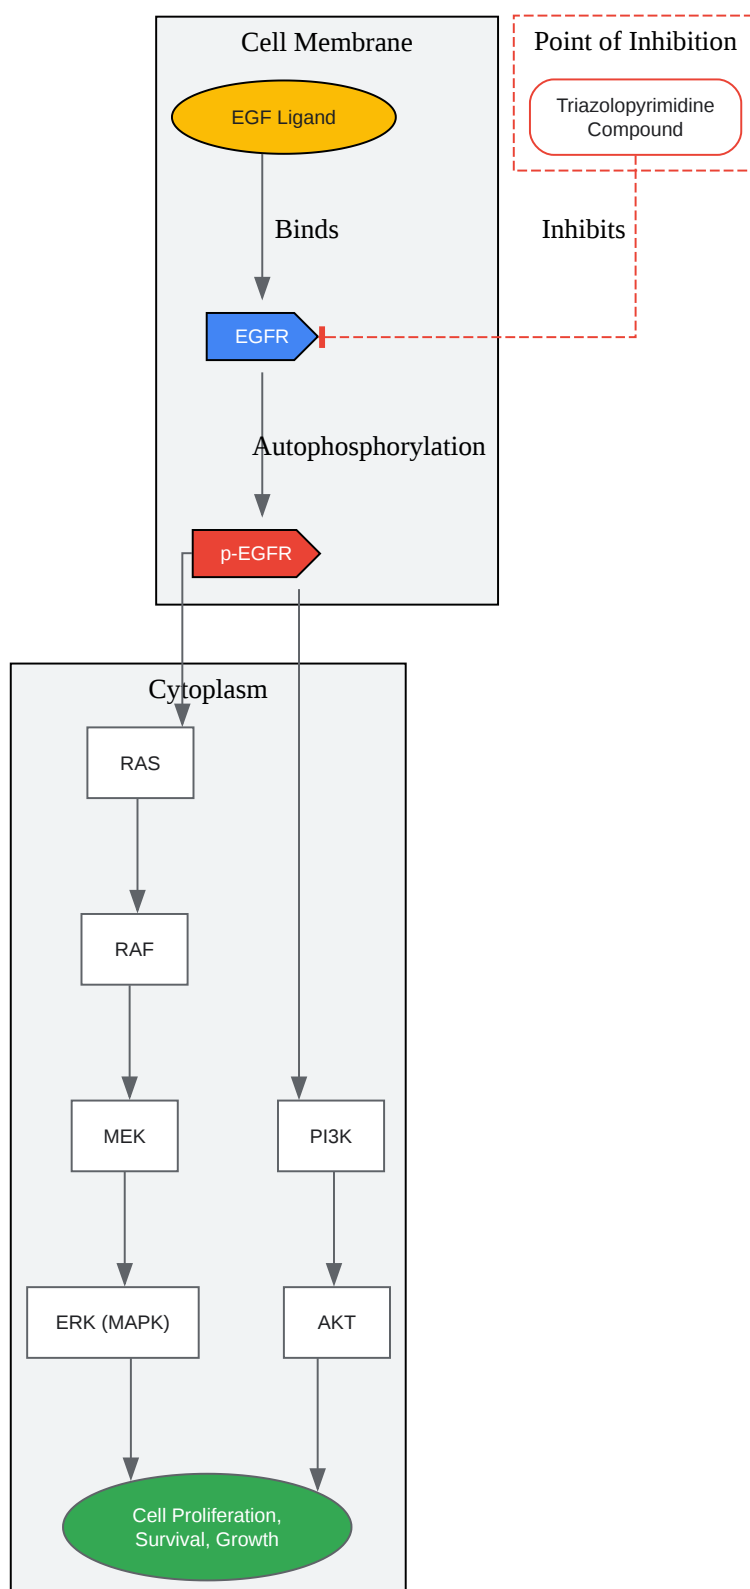 Cell Membrane
Point of Inhibition
EGF Ligand
Triazolopyrimidine
Compound
Binds
Inhibits
EGFR
Autophosphorylation
p-EGFR
Cytoplasm
RAS
RAF
MEK
PI3K
ERK (MAPK)
AKT
Cell Proliferation,
Survival, Growth